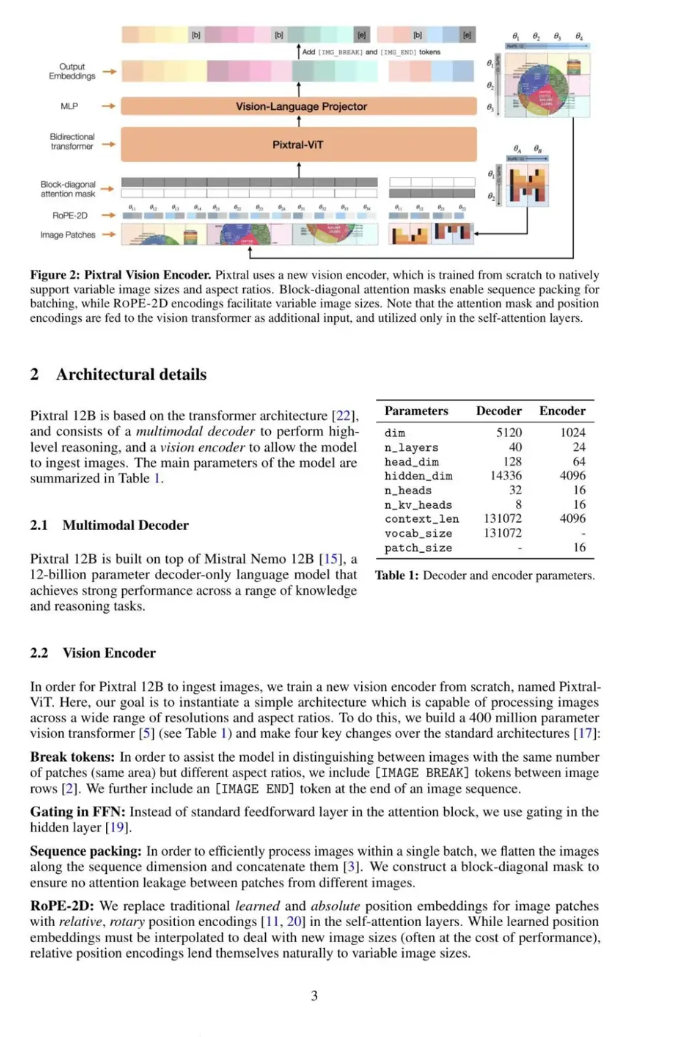 [b] [b] [e] [b] [e]
Add [IMG_BREAK] and [IMG_END] tokens
θ1 θ2 θ3 θ4
Output
Embeddings
θ1
θ2
θ3
MLP
Vision-Language Projector
Bidirectional
transformer
Pixtral-ViT
θA θB
θ1
θ2
Block-diagonal
attention mask
RoPE-2D
Image Patches
Figure 2: Pixtral Vision Encoder. Pixtral uses a new vision encoder, which is trained from scratch to natively
support variable image sizes and aspect ratios. Block-diagonal attention masks enable sequence packing for
batching, while RoPE-2D encodings facilitate variable image sizes. Note that the attention mask and position
encodings are fed to the vision transformer as additional input, and utilized only in the self-attention layers.
2 Architectural details
Pixtral 12B is based on the transformer architecture [22],
and consists of a multimodal decoder to perform high-
level reasoning, and a vision encoder to allow the model
to ingest images. The main parameters of the model are
summarized in Table 1.
2.1 Multimodal Decoder
Pixtral 12B is built on top of Mistral Nemo 12B [15], a
12-billion parameter decoder-only language model that
achieves strong performance across a range of knowledge
and reasoning tasks.
Parameters Decoder Encoder
dim 5120 1024
n_layers 40 24
head_dim 128 64
hidden_dim 14336 4096
n_heads 32 16
n_kv_heads 8 16
context_len 131072 4096
vocab_size 131072 -
patch_size - 16
Table 1: Decoder and encoder parameters.
2.2 Vision Encoder
In order for Pixtral 12B to ingest images, we train a new vision encoder from scratch, named Pixtral-
ViT. Here, our goal is to instantiate a simple architecture which is capable of processing images
across a wide range of resolutions and aspect ratios. To do this, we build a 400 million parameter
vision transformer [5] (see Table 1) and make four key changes over the standard architectures [17]:
Break tokens: In order to assist the model in distinguishing between images with the same number
of patches (same area) but different aspect ratios, we include [IMAGE BREAK] tokens between image
rows [2]. We further include an [IMAGE END] token at the end of an image sequence.
Gating in FFN: Instead of standard feedforward layer in the attention block, we use gating in the
hidden layer [19].
Sequence packing: In order to efficiently process images within a single batch, we flatten the images
along the sequence dimension and concatenate them [3]. We construct a block-diagonal mask to
ensure no attention leakage between patches from different images.
RoPE-2D: We replace traditional learned and absolute position embeddings for image patches
with relative, rotary position encodings [11, 20] in the self-attention layers. While learned position
embeddings must be interpolated to deal with new image sizes (often at the cost of performance),
relative position encodings lend themselves naturally to variable image sizes.
3